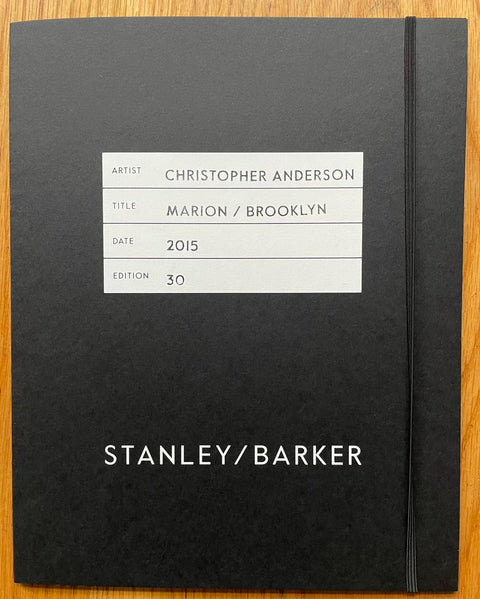 ARTIST CHRISTOPHER ANDERSON
TITLE MARION / BROOKLYN
DATE 2015
EDITION 30
STANLEY/BARKER